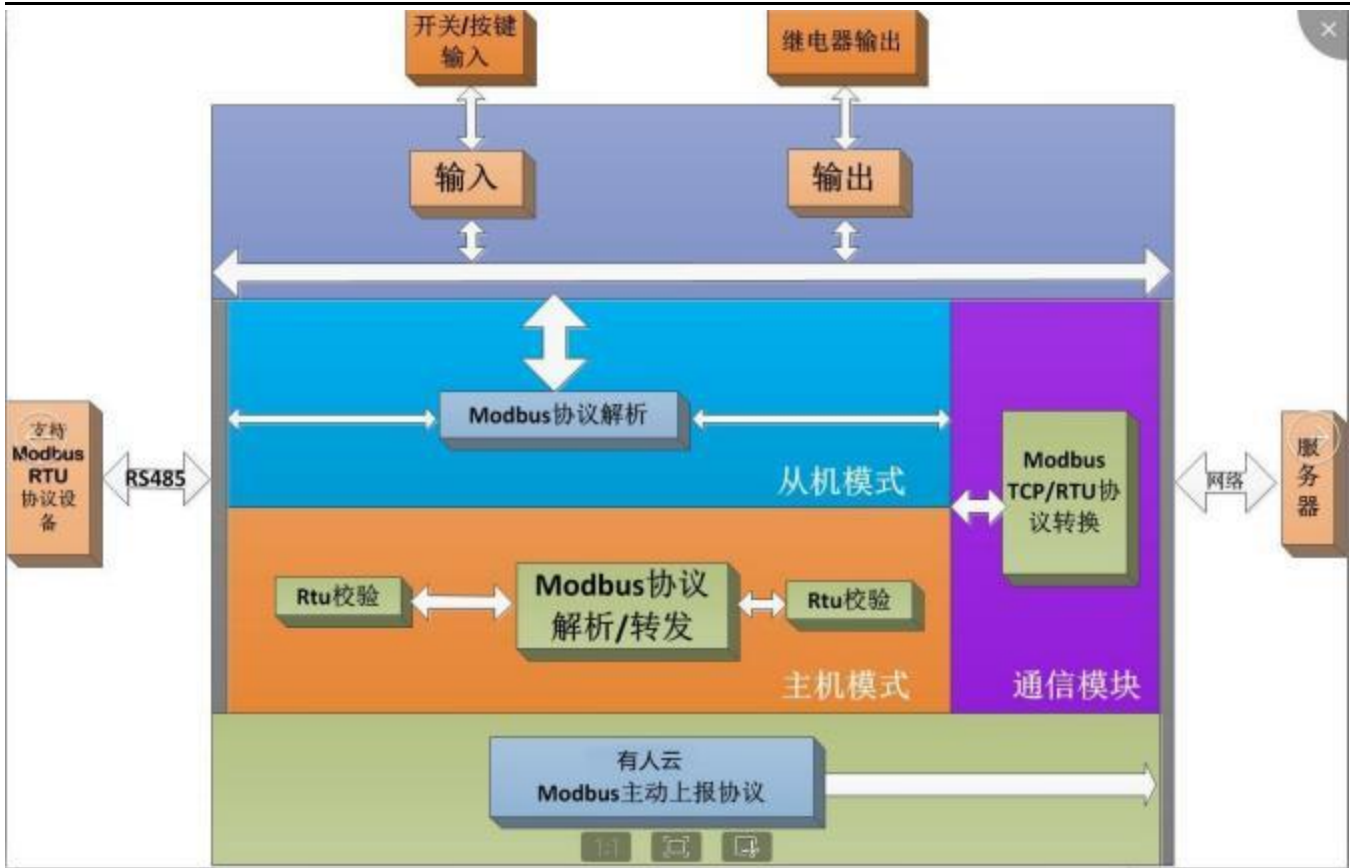 开关/按键
输入
继电器输出
输入
输出
Modbus协议解析
从机模式
支持
Modbus
RTU
协议设
备
RS485
Modbus
TCP/RTU协
议转换
网络
服
务
器
Rtu校验
Modbus协议
解析/转发
Rtu校验
主机模式
通信模块
有人云
Modbus主动上报协议
1:1